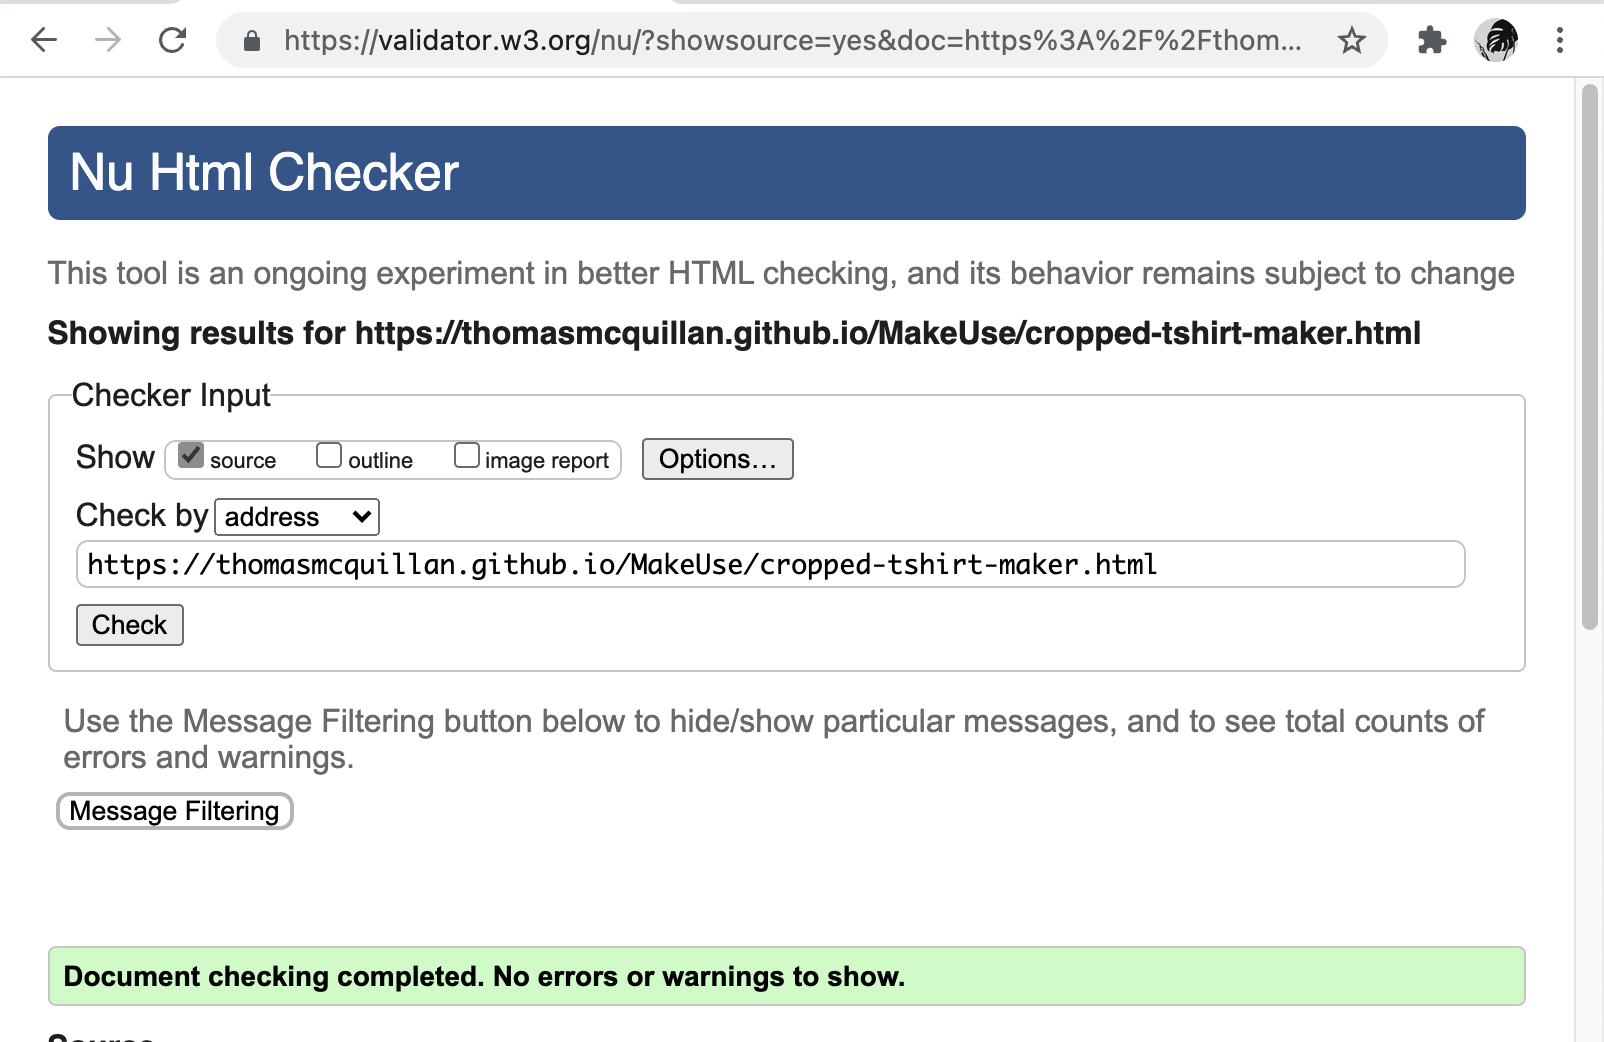 https://validator.w3.org/nu/?showsource=yes&doc=https%3A%2F%2Fthom...
Nu Html Checker
This tool is an ongoing experiment in better HTML checking, and its behavior remains subject to change
Showing results for https://thomasmcquillan.github.io/MakeUse/cropped-tshirt-maker.html
Checker Input
Show source outline image report Options...
Check by address
https://thomasmcquillan.github.io/MakeUse/cropped-tshirt-maker.html
Check
Use the Message Filtering button below to hide/show particular messages, and to see total counts of
errors and warnings.
Message Filtering
Document checking completed. No errors or warnings to show.
Source